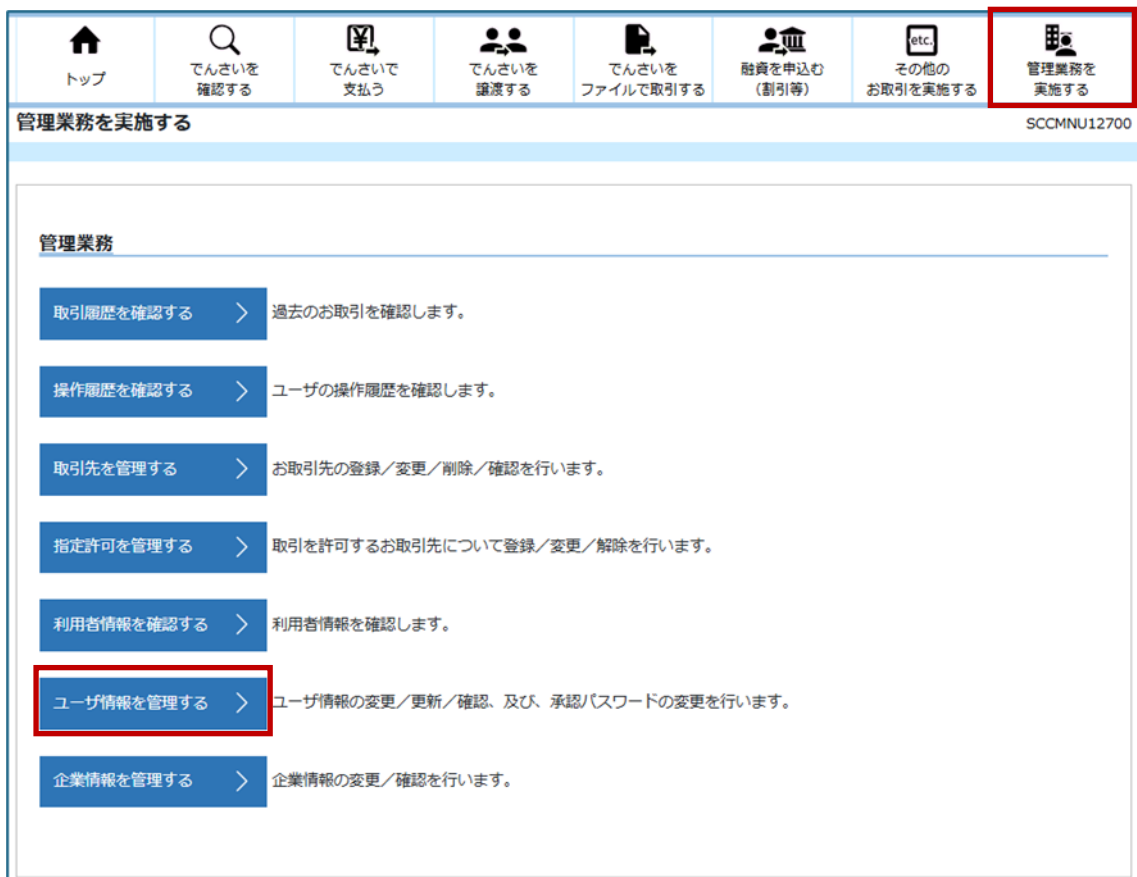 トップ
でんさいを
確認する
でんさいで
支払う
でんさいを
譲渡する
でんさいを
ファイルで取引する
融資を申込む
(割引等)
etc.
その他の
お取引を実施する
管理業務を
実施する
管理業務を実施する SCCMNU12700
管理業務
取引履歴を確認する 過去のお取引を確認します。
操作履歴を確認する ユーザの操作履歴を確認します。
取引先を管理する お取引先の登録／変更／削除／確認を行います。
指定許可を管理する 取引を許可するお取引先について登録／変更／解除を行います。
利用者情報を確認する 利用者情報を確認します。
ユーザ情報を管理する ユーザ情報の変更／更新／確認、及び、承認パスワードの変更を行います。
企業情報を管理する 企業情報の変更／確認を行います。